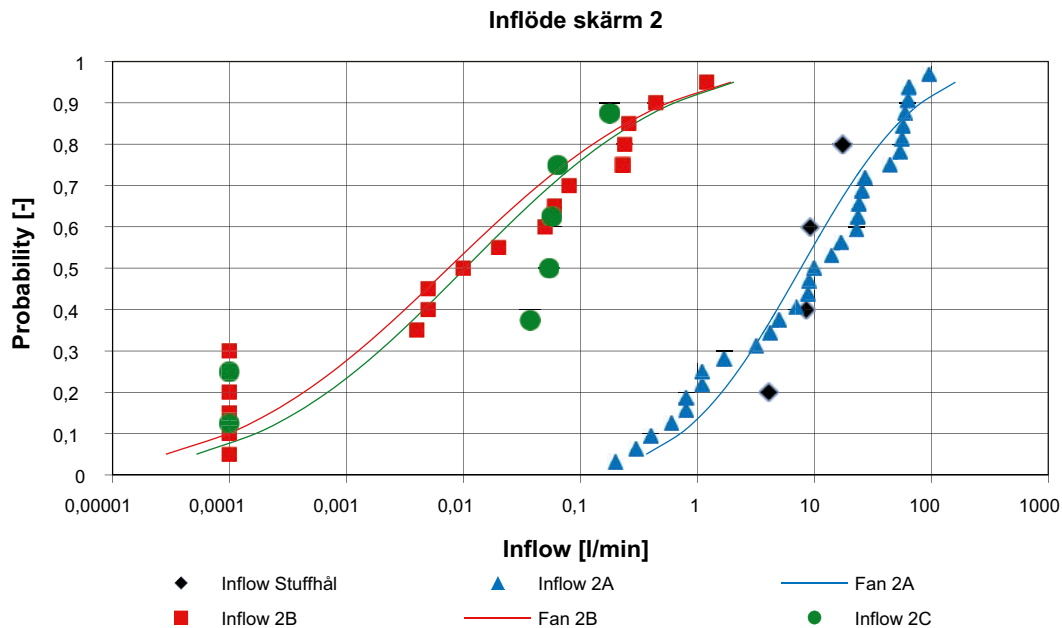 Inflöde skärm 2
Probability [-]
1
0,9
0,8
0,7
0,6
0,5
0,4
0,3
0,2
0,1
0
0,00001 0,0001 0,001 0,01 0,1 1 10 100 1000
Inflow [l/min]
Inflow Stuffhål Inflow 2A Fan 2A
Inflow 2B Fan 2B Inflow 2C